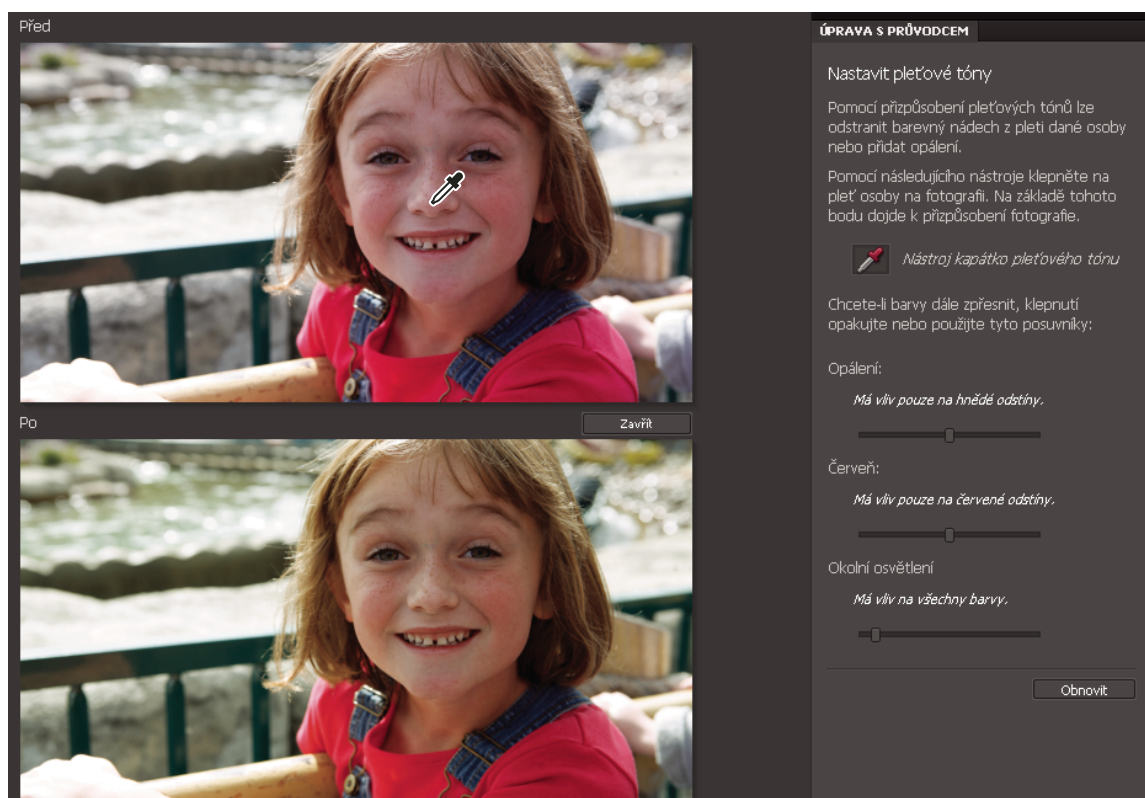 Před
ÚPRAVA S PRŮVODCEM
Nastavit pleťové tóny
Pomocí přizpůsobení pleťových tónů lze
odstranit barevný nádech z pleti dané osoby
nebo přidat opálení.
Pomocí následujícího nástroje klepněte na
pleť osoby na fotografii. Na základě tohoto
bodu dojde k přizpůsobení fotografie.
Nástroj kapátko pleťového tónu
Chcete-li barvy dále zpřesnit, klepnutí
opakujte nebo použijte tyto posuvníky:
Opálení:
Má vliv pouze na hnědé odstíny.
Po
Zavřít
Červeň:
Má vliv pouze na červené odstíny.
Okolní osvětlení
Má vliv na všechny barvy.
Obnovit